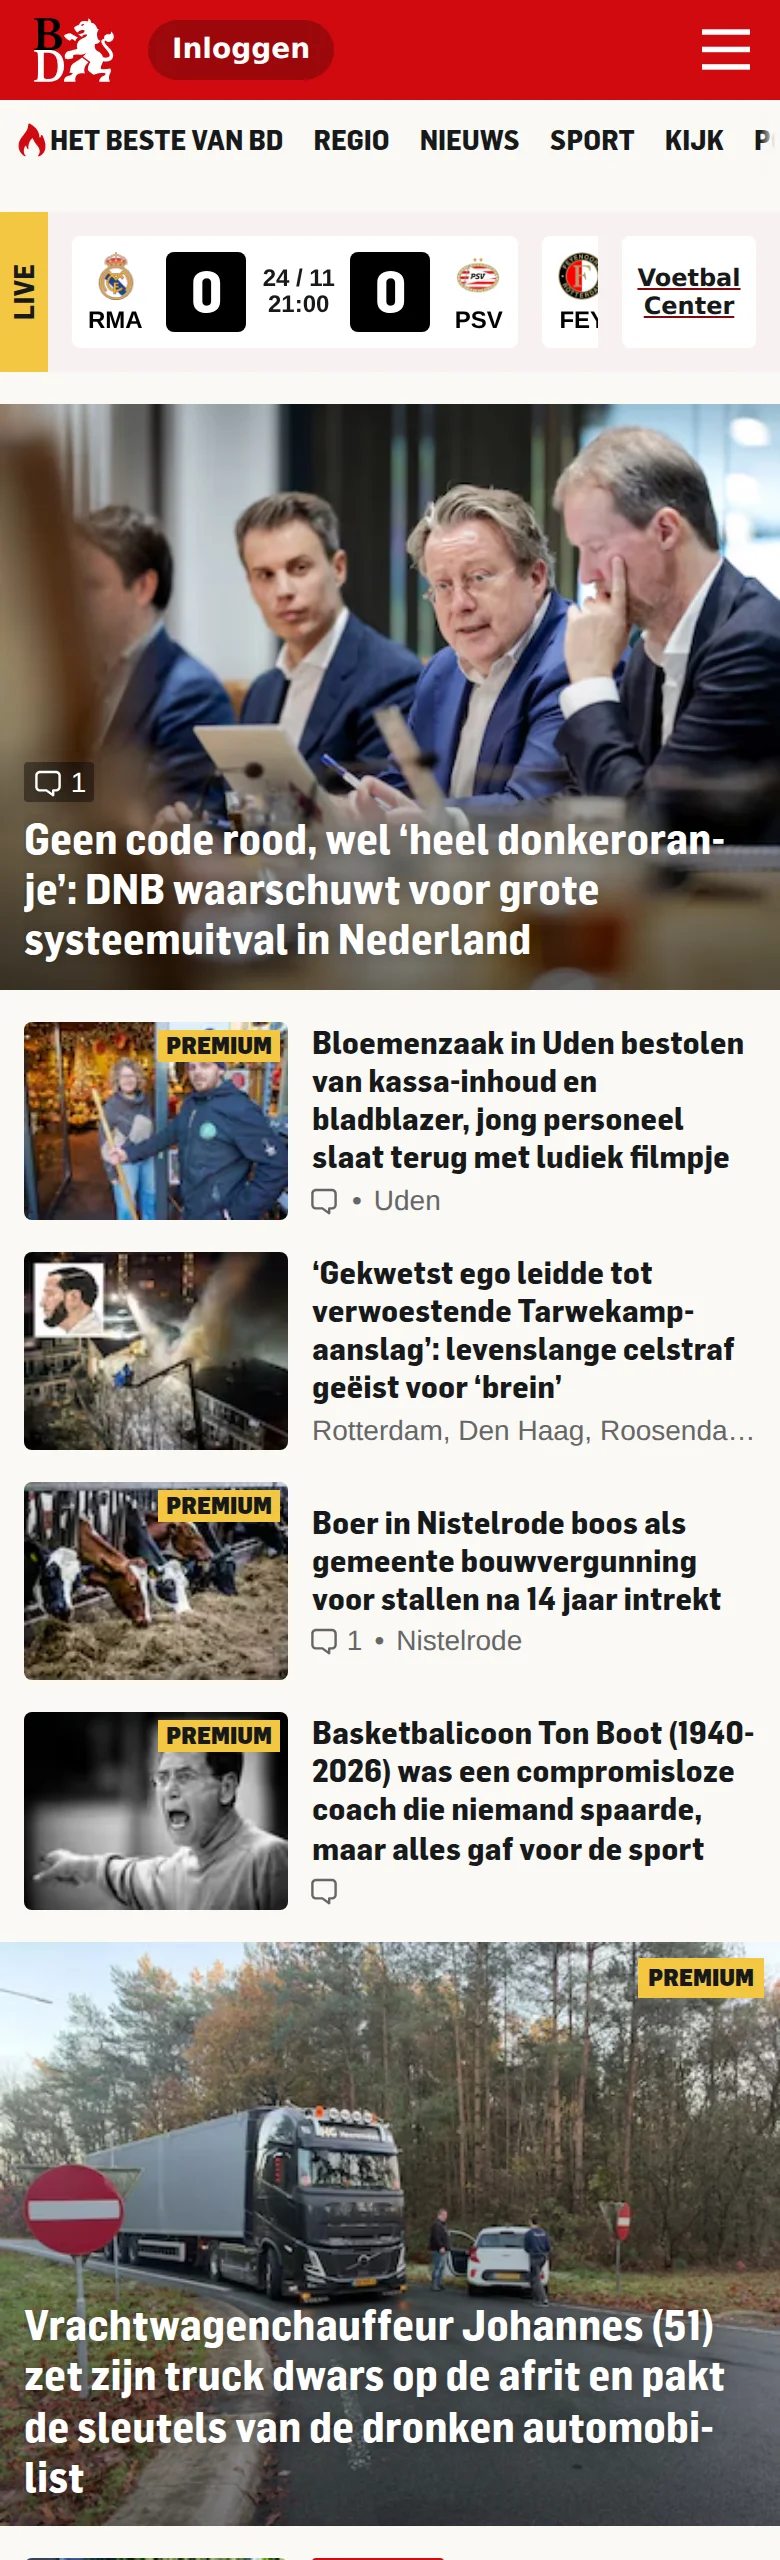 BD
Inloggen
HET BESTE VAN BD REGIO NIEUWS SPORT KIJK
LIVE
RMA 0 24 / 11 21:00 0 PSV
PSV
FEY
Voetbal
Center
1
Geen code rood, wel ‘heel donkeroran-
je’: DNB waarschuwt voor grote
systeemuitval in Nederland
PREMIUM
Bloemenzaak in Uden bestolen
van kassa-inhoud en
bladblazer, jong personeel
slaat terug met ludiek filmpje
• Uden
‘Gekwetst ego leidde tot
verwoestende Tarwekamp-
aanslag’: levenslange celstraf
geëist voor ‘brein’
Rotterdam, Den Haag, Roosenda...
PREMIUM
Boer in Nistelrode boos als
gemeente bouwvergunning
voor stallen na 14 jaar intrekt
1 • Nistelrode
PREMIUM
Basketbalicoon Ton Boot (1940-
2026) was een compromisloze
coach die niemand spaarde,
maar alles gaf voor de sport
PREMIUM
Vrachtwagenchauffeur Johannes (51)
zet zijn truck dwars op de afrit en pakt
de sleutels van de dronken automobi-
list